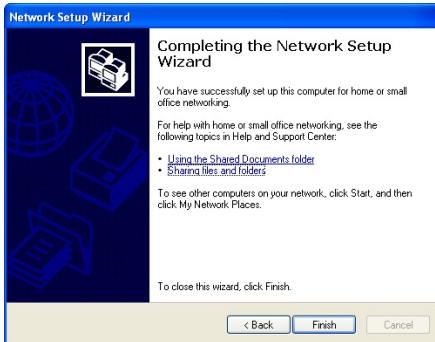 Network Setup Wizard
Completing the Network Setup
Wizard
You have successfully set up this computer for home or small
office networking.
For help with home or small office networking, see the
following topics in Help and Support Center:
• Using the Shared Documents folder
• Sharing files and folders
To see other computers on your network, click Start, and then
click My Network Places.
To close this wizard, click Finish.
< Back Finish Cancel